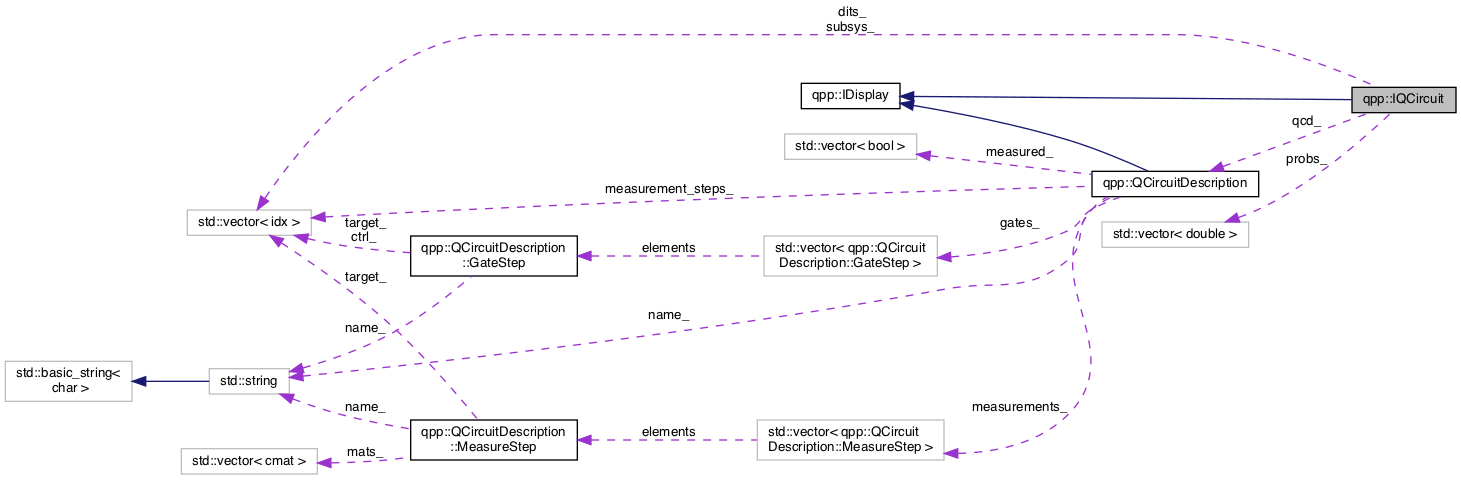 dits_
subsys_
qpp::IDisplay
qpp::IQCircuit
qcd_
std::vector< bool >
measured_
probs_
qpp::QCircuitDescription
measurement_steps_
std::vector< idx >
target_
ctrl_
gates_
std::vector< double >
qpp::QCircuitDescription
::GateStep
elements
std::vector< qpp::QCircuit
Description::GateStep >
target_
name_
name_
std::basic_string<
char >
std::string
name_
measurements_
qpp::QCircuitDescription
::MeasureStep
elements
std::vector< qpp::QCircuit
Description::MeasureStep >
mats_
std::vector< cmat >